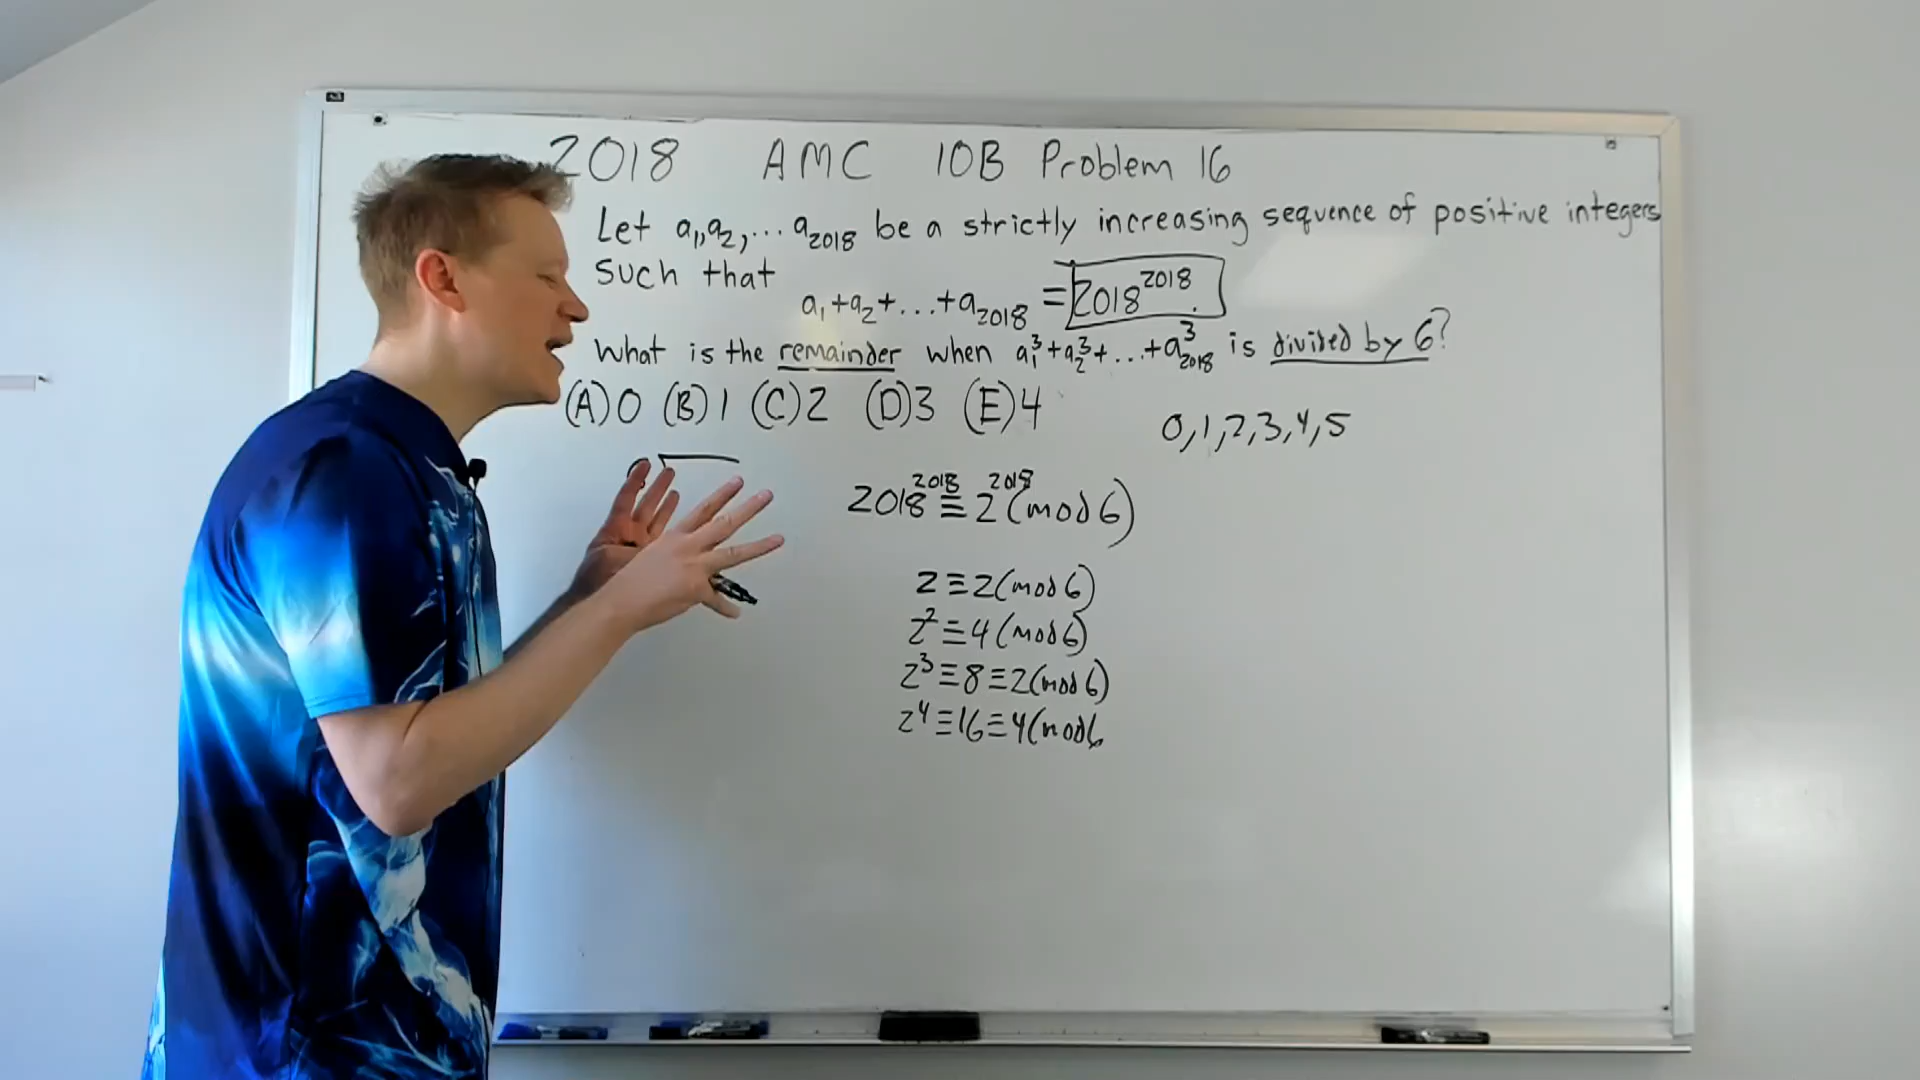 2018 AMC 10B Problem 16
Let a₁,a₂,... a₂₀₁₈ be a strictly increasing sequence of positive integers
such that
a₁+a₂+...+a₂₀₁₈ = 2018²⁰¹⁸.
What is the remainder when a₁³+a₂³+...+a₂₀₁₈³ is divided by 6?
(A)0 (B)1 (C)2 (D)3 (E)4
0,1,2,3,4,5
2018²⁰¹⁸≡2²⁰¹⁸(mod 6)
2≡2(mod 6)
2²≡4(mod 6)
2³≡8≡2(mod 6)
2⁴≡16≡4(mod 6